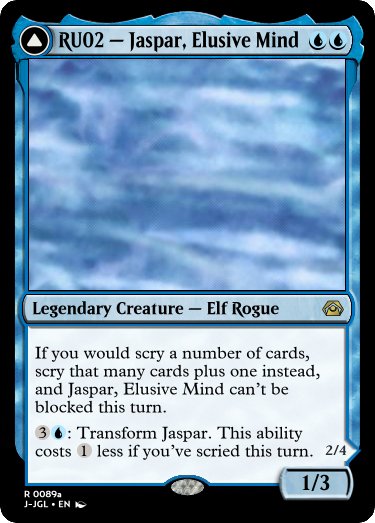 RU02 — Jaspar, Elusive Mind
Legendary Creature — Elf Rogue
If you would scry a number of cards,
scry that many cards plus one instead,
and Jaspar, Elusive Mind can't be
blocked this turn.
3: Transform Jaspar. This ability
costs 1 less if you've scried this turn.
2/4
1/3
R 0089a
J-JGL • EN